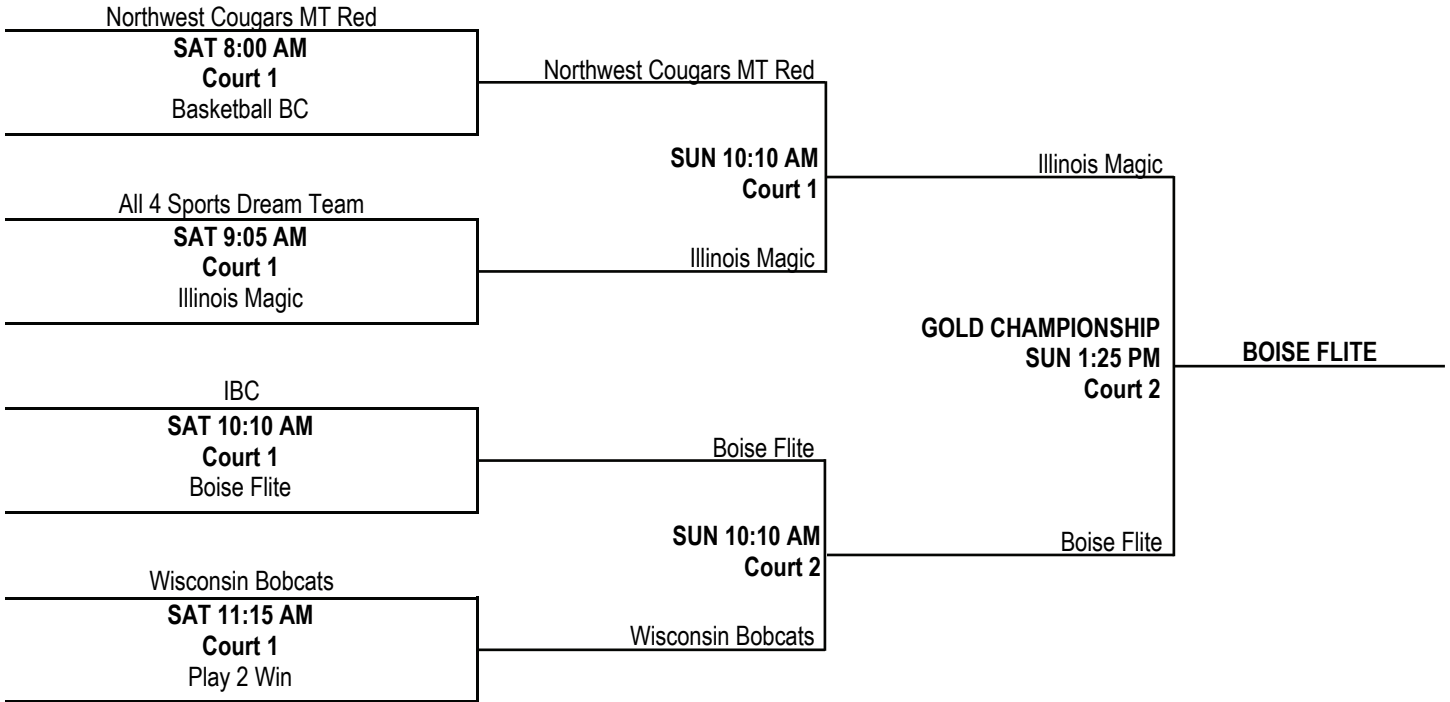 Northwest Cougars MT Red
SAT 8:00 AM
Court 1
Basketball BC
Northwest Cougars MT Red
SUN 10:10 AM
Court 1
Illinois Magic
All 4 Sports Dream Team
SAT 9:05 AM
Court 1
Illinois Magic
Illinois Magic
GOLD CHAMPIONSHIP
SUN 1:25 PM
Court 2
BOISE FLITE
IBC
SAT 10:10 AM
Court 1
Boise Flite
Boise Flite
SUN 10:10 AM
Court 2
Boise Flite
Wisconsin Bobcats
SAT 11:15 AM
Court 1
Play 2 Win
Wisconsin Bobcats